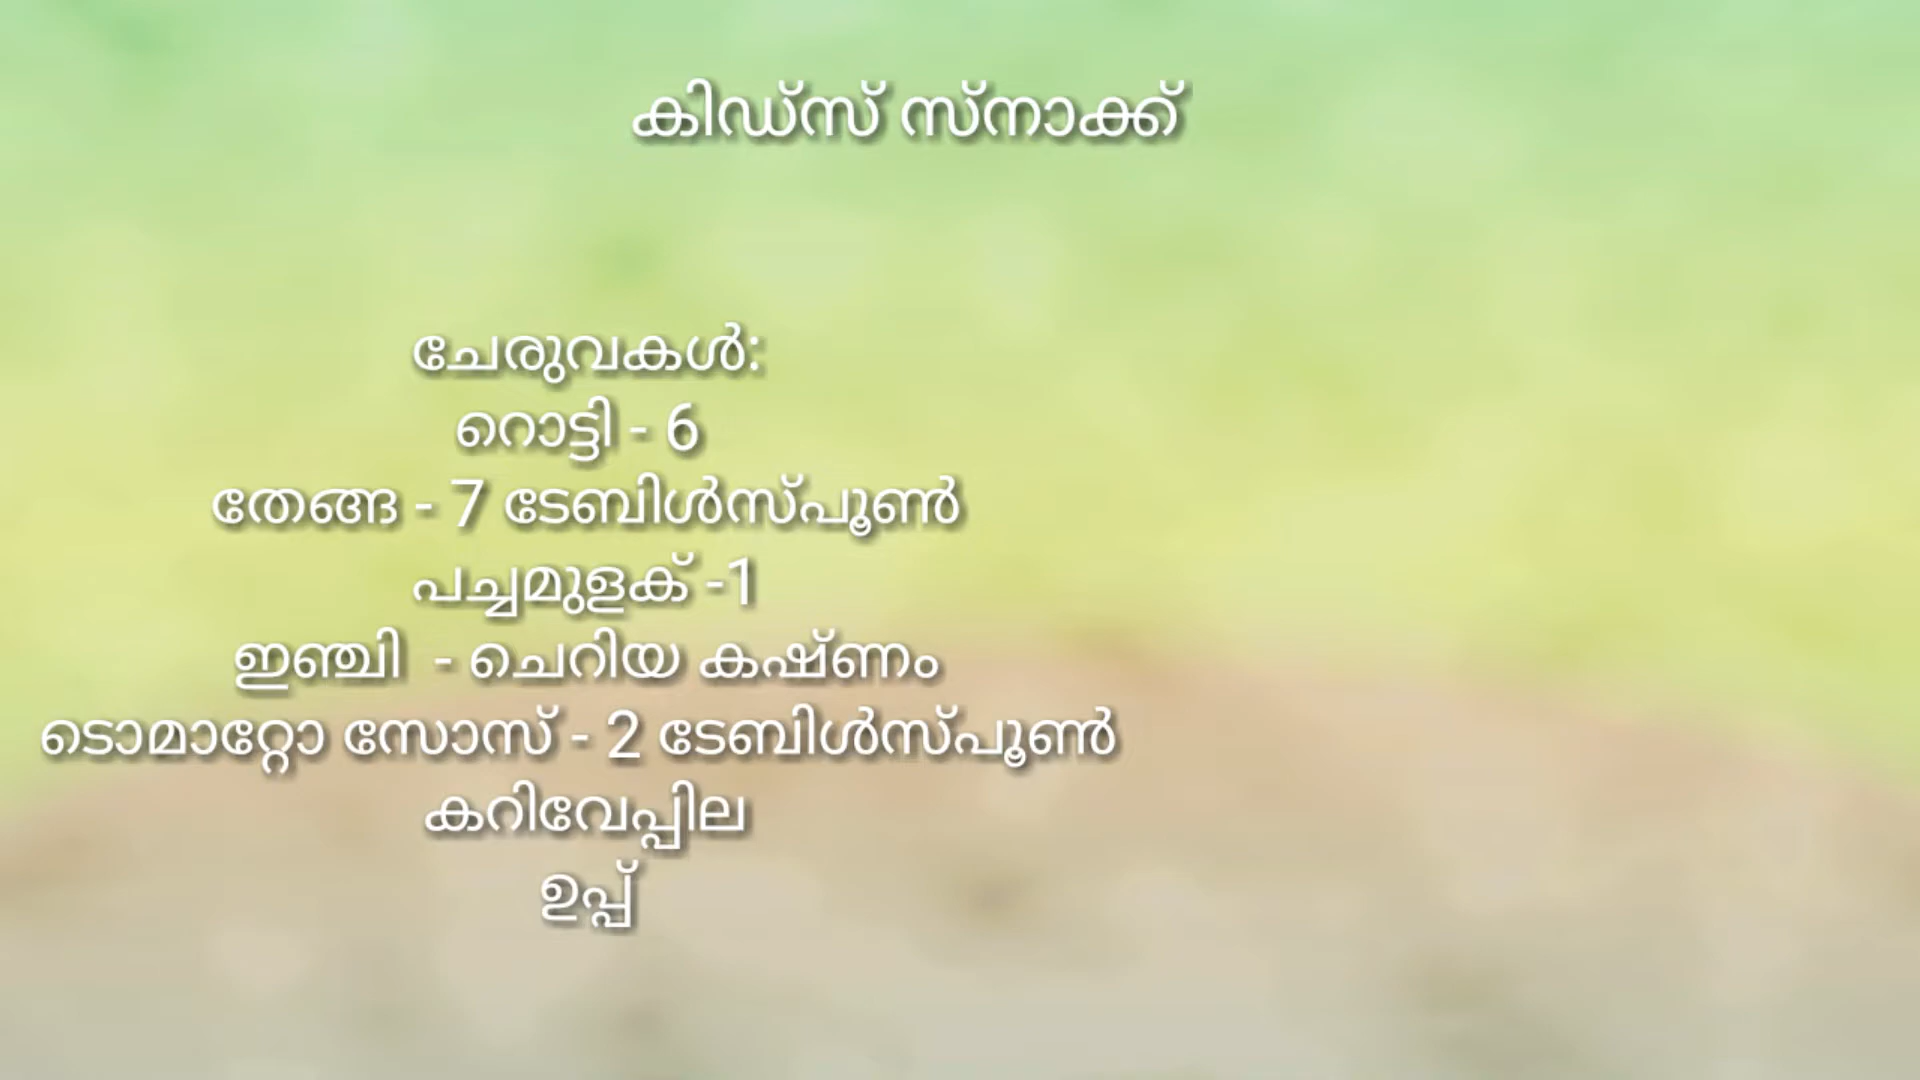 കിഡ്സ് സ്നാക്ക്
ചേരുവകൾ:
റൊട്ടി - 6
തേങ്ങ - 7 ടേബിൾസ്പൂൺ
പച്ചമുളക് -1
ഇഞ്ചി - ചെറിയ കഷ്ണം
ടൊമാറ്റോ സോസ് - 2 ടേബിൾസ്പൂൺ
കറിവേപ്പില
ഉപ്പ്